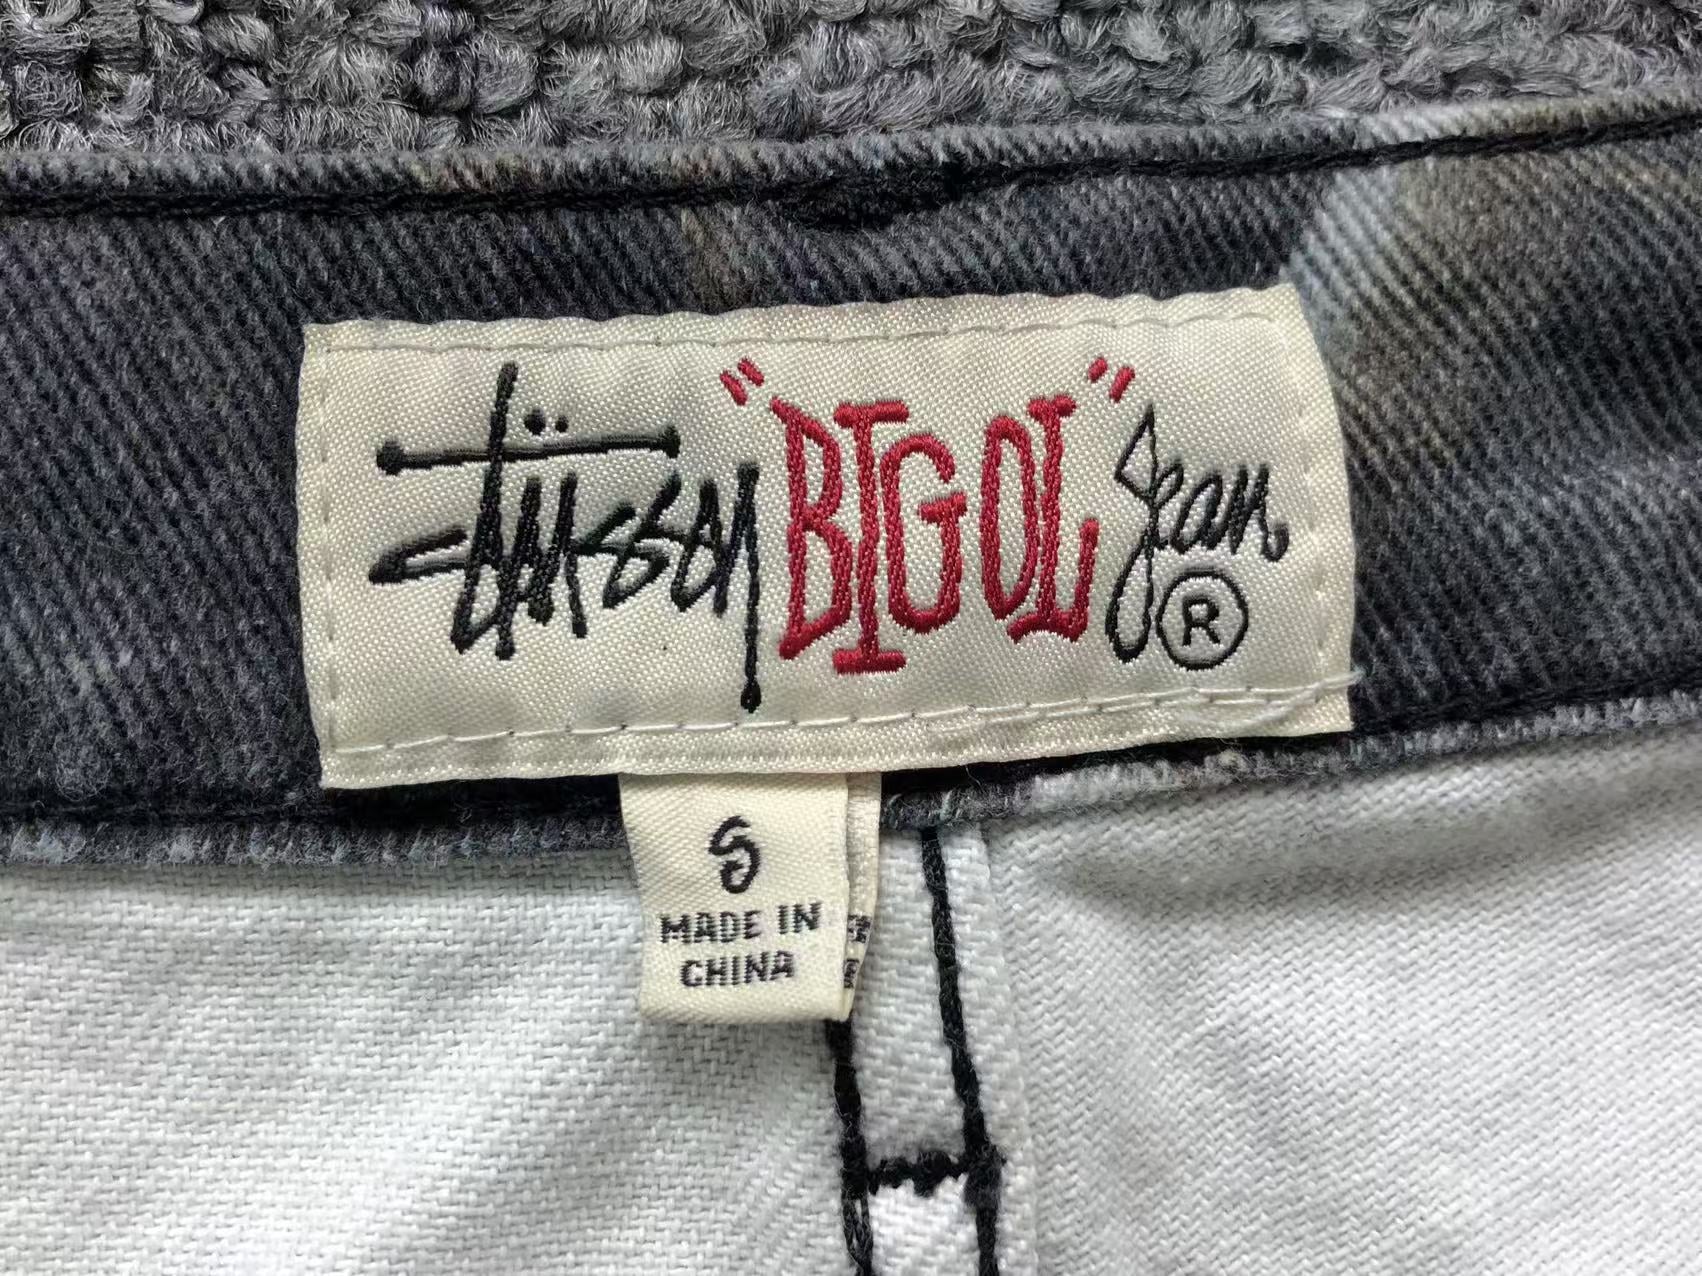 Stüssy "BIG OL" Jean ®
S
MADE IN
CHINA